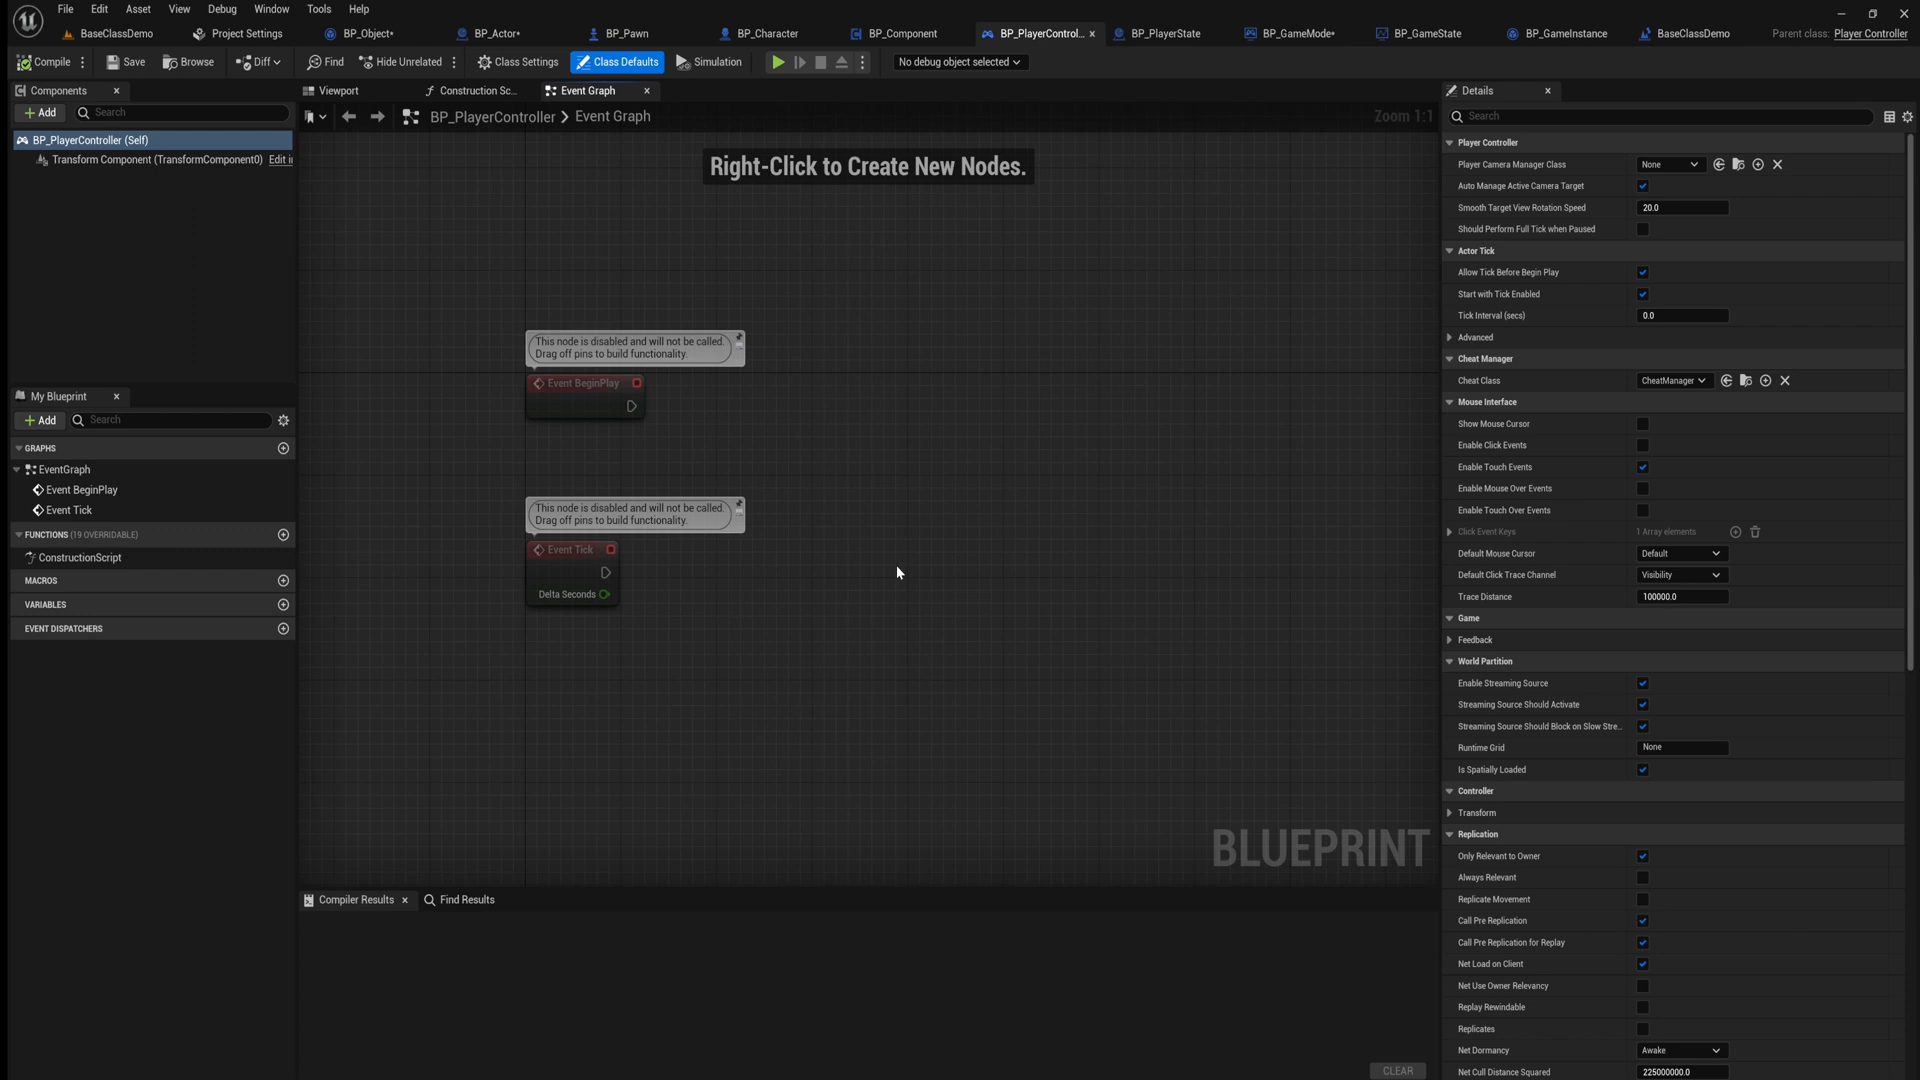 File Edit Asset View Debug Window Tools Help
BaseClassDemo Project Settings BP_Object* BP_Actor* BP_Pawn BP_Character BP_Component BP_PlayerControl... BP_PlayerState BP_GameMode* BP_GameState BP_GameInstance BaseClassDemo Parent class: Player Controller
Compile Save Browse Diff Find Hide Unrelated Class Settings Class Defaults Simulation No debug object selected
Components
Add Search
BP_PlayerController (Self)
Transform Component (TransformComponent0) Edit i
My Blueprint
Add Search
GRAPHS
EventGraph
Event BeginPlay
Event Tick
FUNCTIONS (19 OVERRIDABLE)
ConstructionScript
MACROS
VARIABLES
EVENT DISPATCHERS
Viewport Construction Sc... Event Graph
BP_PlayerController > Event Graph Zoom 1:1
Right-Click to Create New Nodes.
This node is disabled and will not be called.
Drag off pins to build functionality.
Event BeginPlay
This node is disabled and will not be called.
Drag off pins to build functionality.
Event Tick
Delta Seconds
BLUEPRINT
Compiler Results Find Results
CLEAR
Details
Search
Player Controller
Player Camera Manager Class None
Auto Manage Active Camera Target
Smooth Target View Rotation Speed 20.0
Should Perform Full Tick when Paused
Actor Tick
Allow Tick Before Begin Play
Start with Tick Enabled
Tick Interval (secs) 0.0
Advanced
Cheat Manager
Cheat Class CheatManager
Mouse Interface
Show Mouse Cursor
Enable Click Events
Enable Touch Events
Enable Mouse Over Events
Enable Touch Over Events
Click Event Keys 1 Array elements
Default Mouse Cursor Default
Default Click Trace Channel Visibility
Trace Distance 100000.0
Game
Feedback
World Partition
Enable Streaming Source
Streaming Source Should Activate
Streaming Source Should Block on Slow Stre...
Runtime Grid None
Is Spatially Loaded
Controller
Transform
Replication
Only Relevant to Owner
Always Relevant
Replicate Movement
Call Pre Replication
Call Pre Replication for Replay
Net Load on Client
Net Use Owner Relevancy
Replay Rewindable
Replicates
Net Dormancy Awake
Net Cull Distance Squared 225000000.0